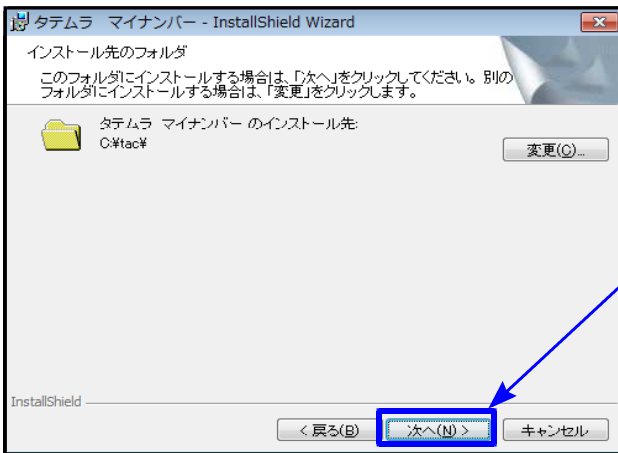 タテムラ　マイナンバー - InstallShield Wizard
インストール先のフォルダ
このフォルダにインストールする場合は、「次へ」をクリックしてください。別の
フォルダにインストールする場合は、「変更」をクリックします。
タテムラ マイナンバー のインストール先:
C:¥tac¥
変更(C)...
InstallShield
< 戻る(B)
次へ(N) >
キャンセル